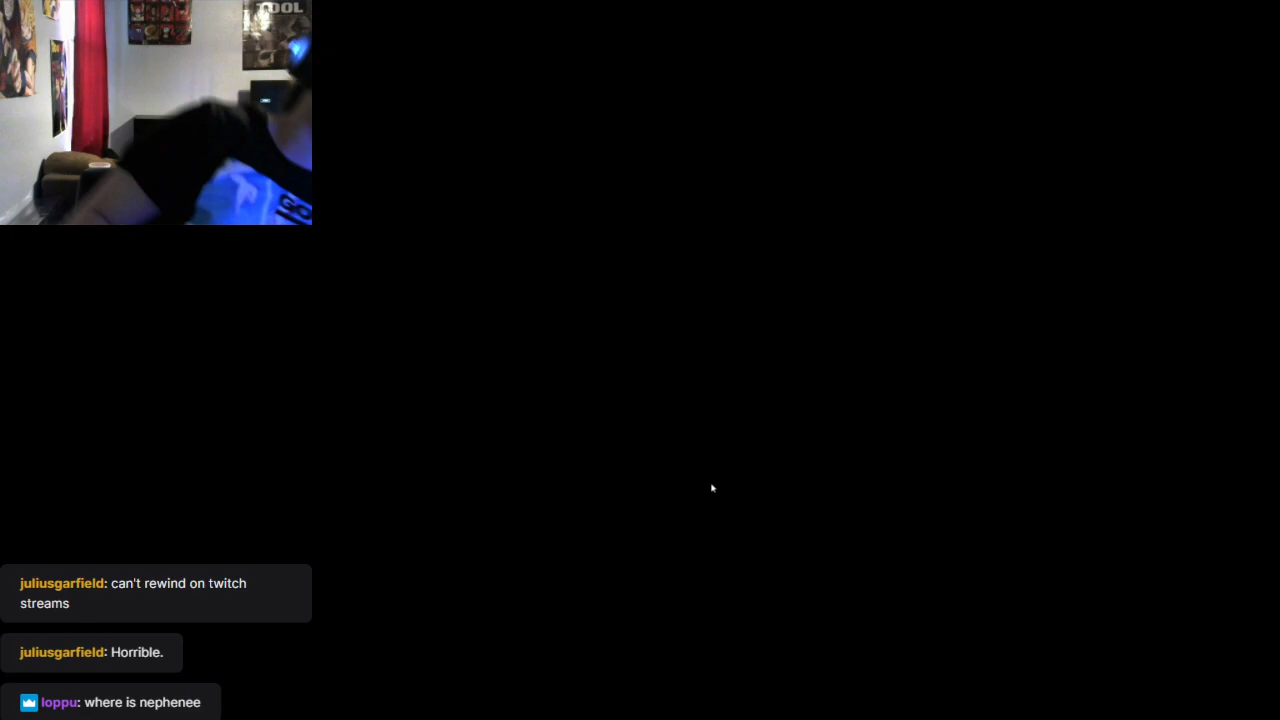 TOOL
juliusgarfield: can't rewind on twitch
streams
juliusgarfield: Horrible.
loppu: where is nephenee